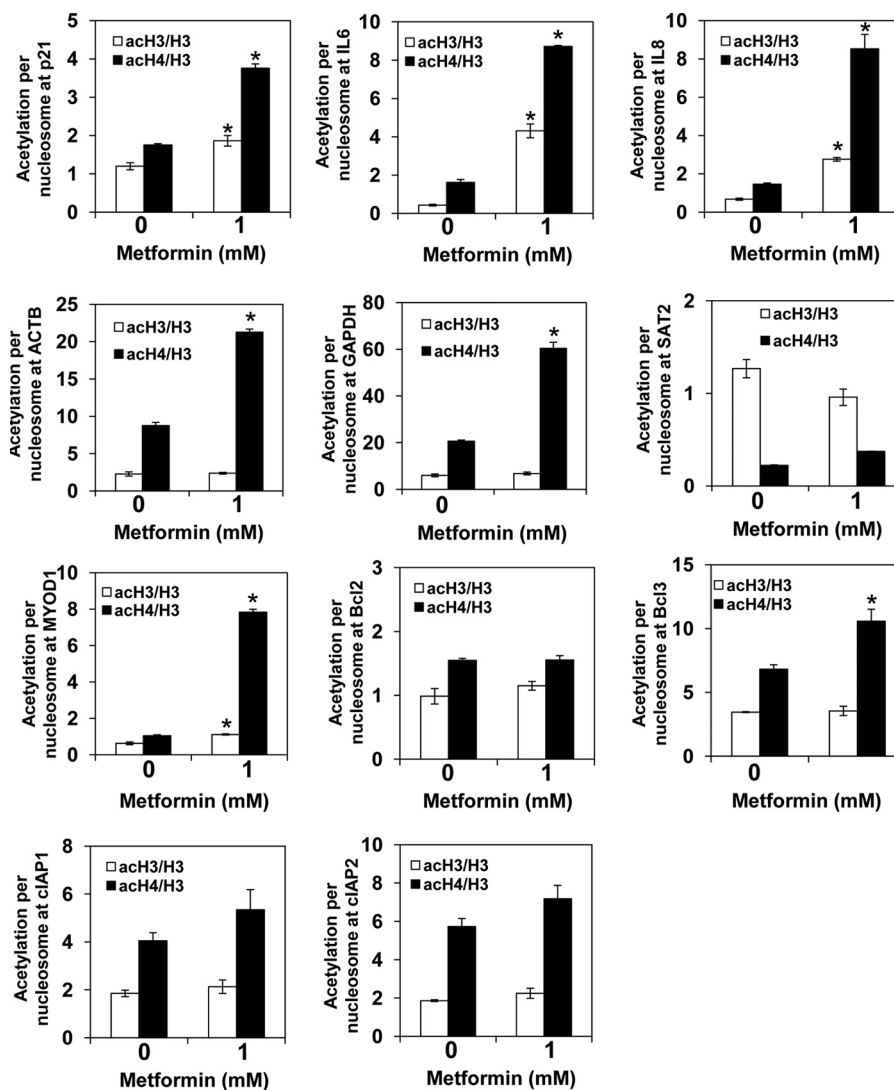 Acetylation per
nucleosome at p21
5
4
3
2
1
0
acH3/H3
acH4/H3
*
*
0 1
Metformin (mM)
Acetylation per
nucleosome at IL6
10
8
6
4
2
0
acH3/H3
acH4/H3
*
*
0 1
Metformin (mM)
Acetylation per
nucleosome at IL8
10
8
6
4
2
0
acH3/H3
acH4/H3
*
*
0 1
Metformin (mM)
Acetylation per
nucleosome at ACTB
25
20
15
10
5
0
acH3/H3
acH4/H3
*
0 1
Metformin (mM)
Acetylation per
nucleosome at GAPDH
80
60
40
20
0
acH3/H3
acH4/H3
*
0 1
Metformin (mM)
Acetylation per
nucleosome at SAT2
2
1
0
acH3/H3
acH4/H3
0 1
Metformin (mM)
Acetylation per
nucleosome at MYOD1
10
8
6
4
2
0
acH3/H3
acH4/H3
*
*
0 1
Metformin (mM)
Acetylation per
nucleosome at Bcl2
3
2
1
0
acH3/H3
acH4/H3
0 1
Metformin (mM)
Acetylation per
nucleosome at Bcl3
15
10
5
0
acH3/H3
acH4/H3
*
0 1
Metformin (mM)
Acetylation per
nucleosome at cIAP1
8
6
4
2
0
acH3/H3
acH4/H3
0 1
Metformin (mM)
Acetylation per
nucleosome at cIAP2
10
8
6
4
2
0
acH3/H3
acH4/H3
0 1
Metformin (mM)